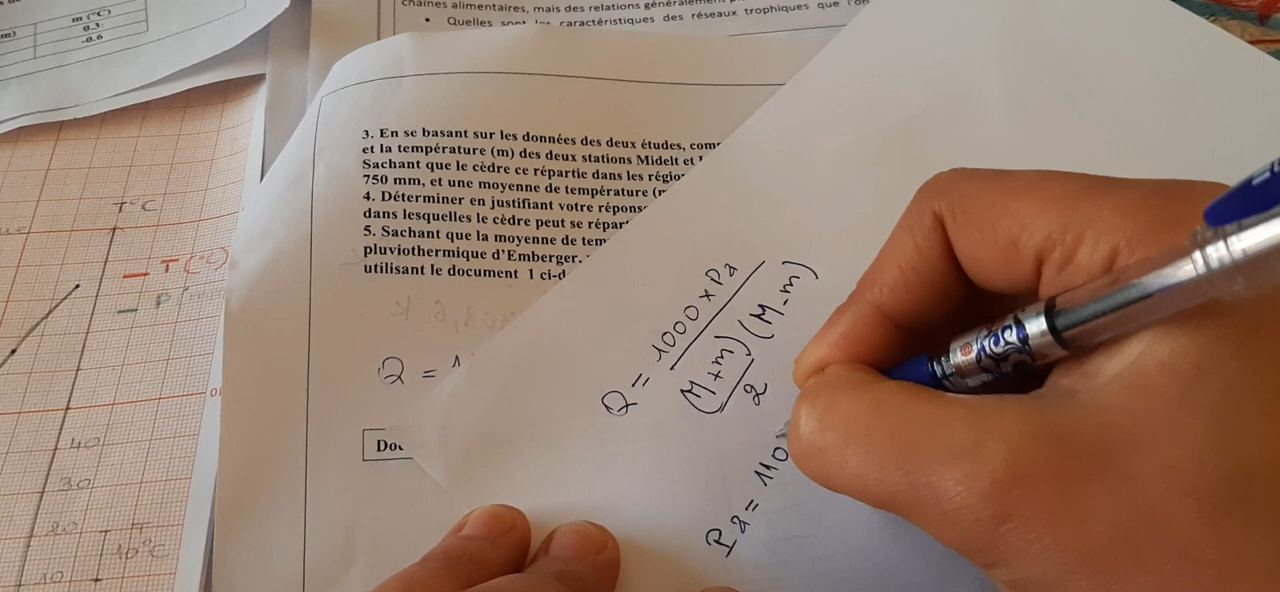 m (°C)
0.3
-0.6
m)
chaînes alimentaires, mais des relations généralement
• Quelles sont les caractéristiques des réseaux trophiques que l'on
3. En se basant sur les données des deux études, com
et la température (m) des deux stations Midelt et
Sachant que le cèdre ce répartie dans les régio
750 mm, et une moyenne de température (m
4. Déterminer en justifiant votre répons
dans lesquelles le cèdre peut se répar
5. Sachant que la moyenne de tem
pluviothermique d'Emberger.
utilisant le document 1 ci-d
Q = 1
Doc
T°C
T(°C)
P(
40
30
20
10
10°C
Q = 1000 x Pa
(M+m) (M-m)
2
Pa = 110